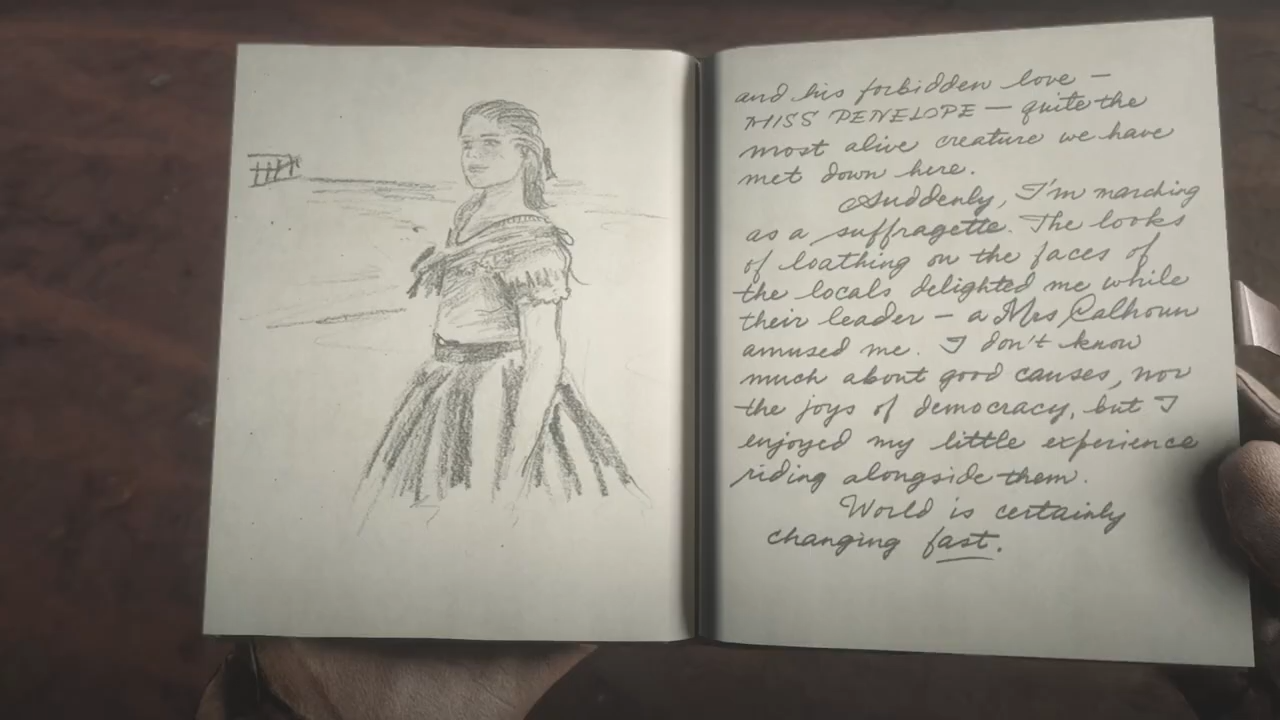 and his forbidden love –
MISS PENELOPE – quite the
most alive creature we have
met down here.
Suddenly, I'm marching
as a suffragette. The looks
of loathing on the faces of
the locals delighted me while
their leader – a Mrs Calhoun
amused me. I don't know
much about good causes, nor
the joys of democracy, but I
enjoyed my little experience
riding alongside them.
World is certainly
changing fast.